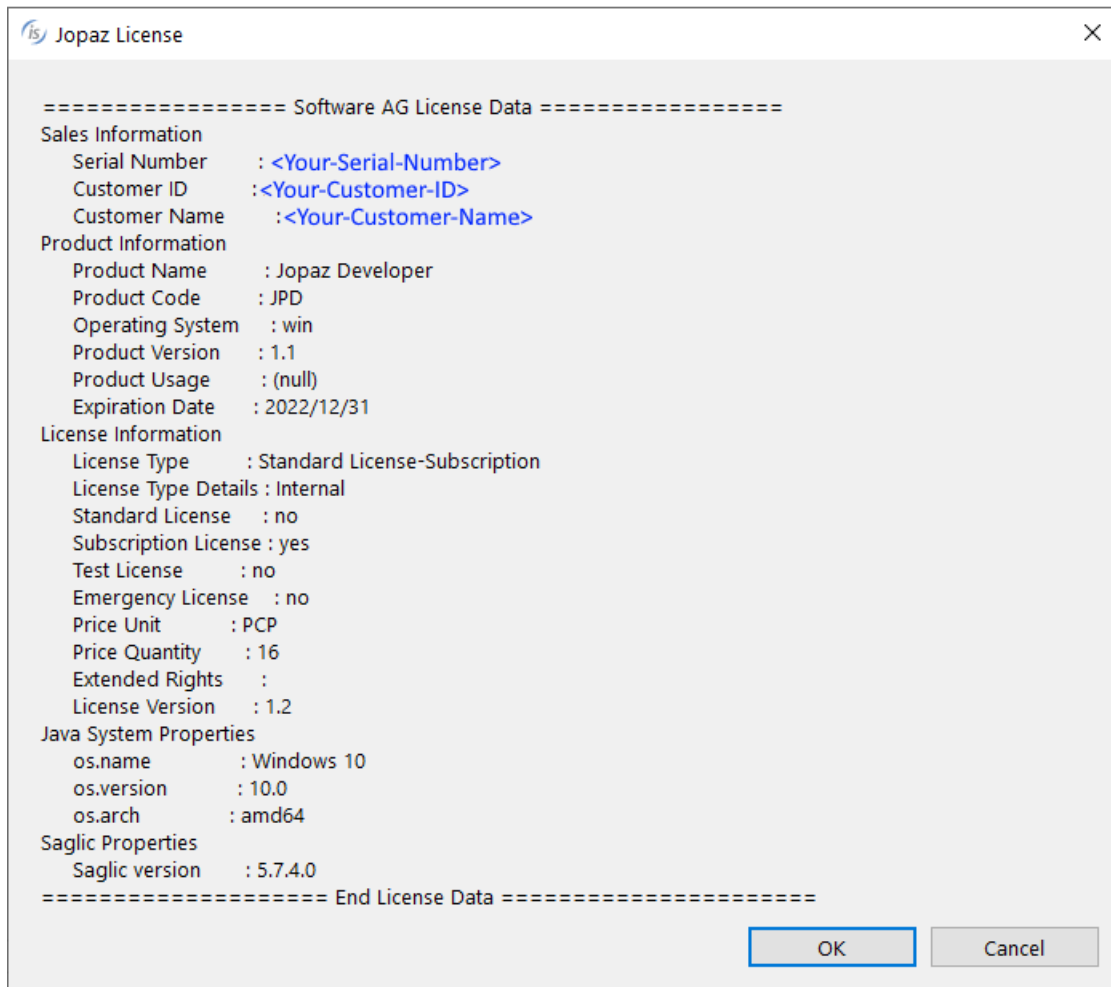 is Jopaz License
================= Software AG License Data =================
Sales Information
Serial Number : <Your-Serial-Number>
Customer ID :<Your-Customer-ID>
Customer Name :<Your-Customer-Name>
Product Information
Product Name : Jopaz Developer
Product Code : JPD
Operating System : win
Product Version : 1.1
Product Usage : (null)
Expiration Date : 2022/12/31
License Information
License Type : Standard License-Subscription
License Type Details : Internal
Standard License : no
Subscription License : yes
Test License : no
Emergency License : no
Price Unit : PCP
Price Quantity : 16
Extended Rights :
License Version : 1.2
Java System Properties
os.name : Windows 10
os.version : 10.0
os.arch : amd64
Saglic Properties
Saglic version : 5.7.4.0
==================== End License Data ======================
OK Cancel